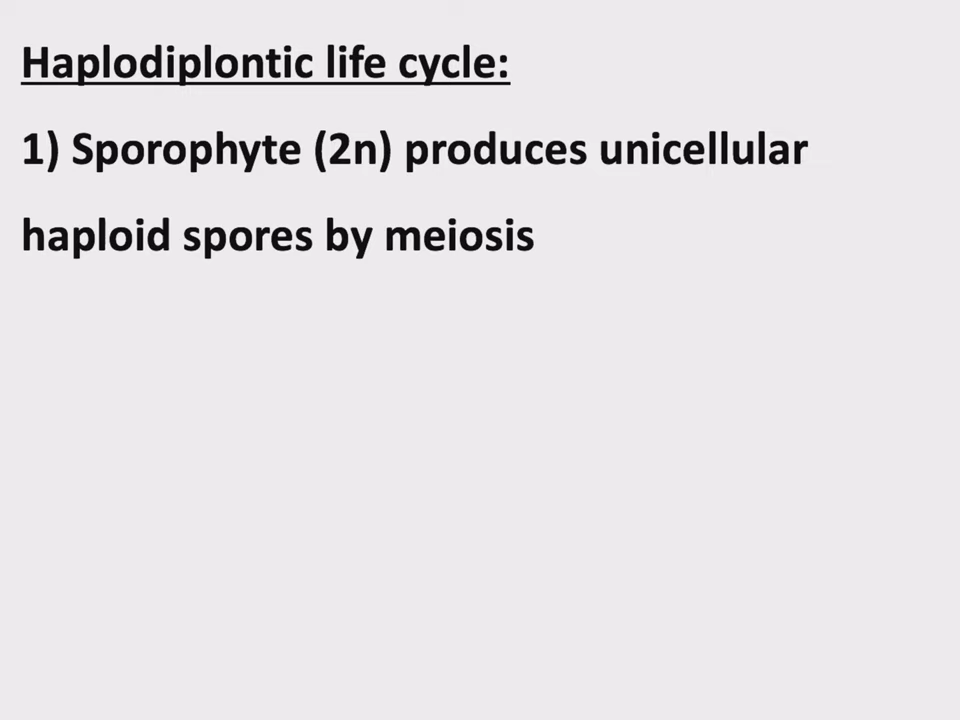 Haplodiplontic life cycle:
1) Sporophyte (2n) produces unicellular
haploid spores by meiosis